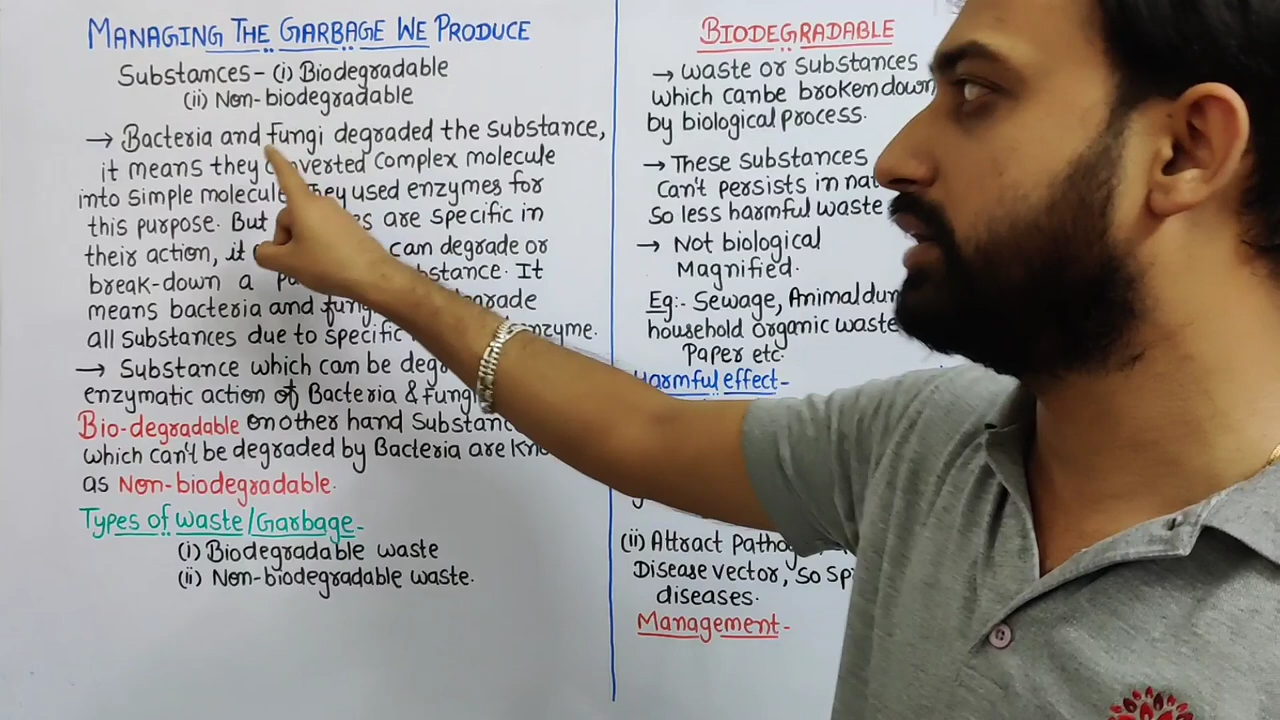 MANAGING THE GARBAGE WE PRODUCE
Substances - (i) Biodegradable
(ii) Non-biodegradable
→ Bacteria and fungi degraded the substance,
it means they converted complex molecule
into simple molecule They used enzymes for
this purpose. But are specific in
their action, it can degrade or
break-down a substance. It
means bacteria and fungi
all substances due to specific enzyme.
→ Substance which can be
enzymatic action of Bacteria & fungi
Bio-degradable on other hand Substance
which can't be degraded by Bacteria are
as Non-biodegradable.
Types of waste/Garbage-
(i) Biodegradable waste
(ii) Non-biodegradable waste.
BIODEGRADABLE
→ waste or substances
which canbe broken down
by biological process.
→ These substances
can't persists in
so less harmful waste
→ Not biological
Magnified.
Eg:- Sewage, Animal dung
household organic waste
Paper etc.
Harmful effect-
(ii) Attract
Disease vector, so
diseases.
Management-